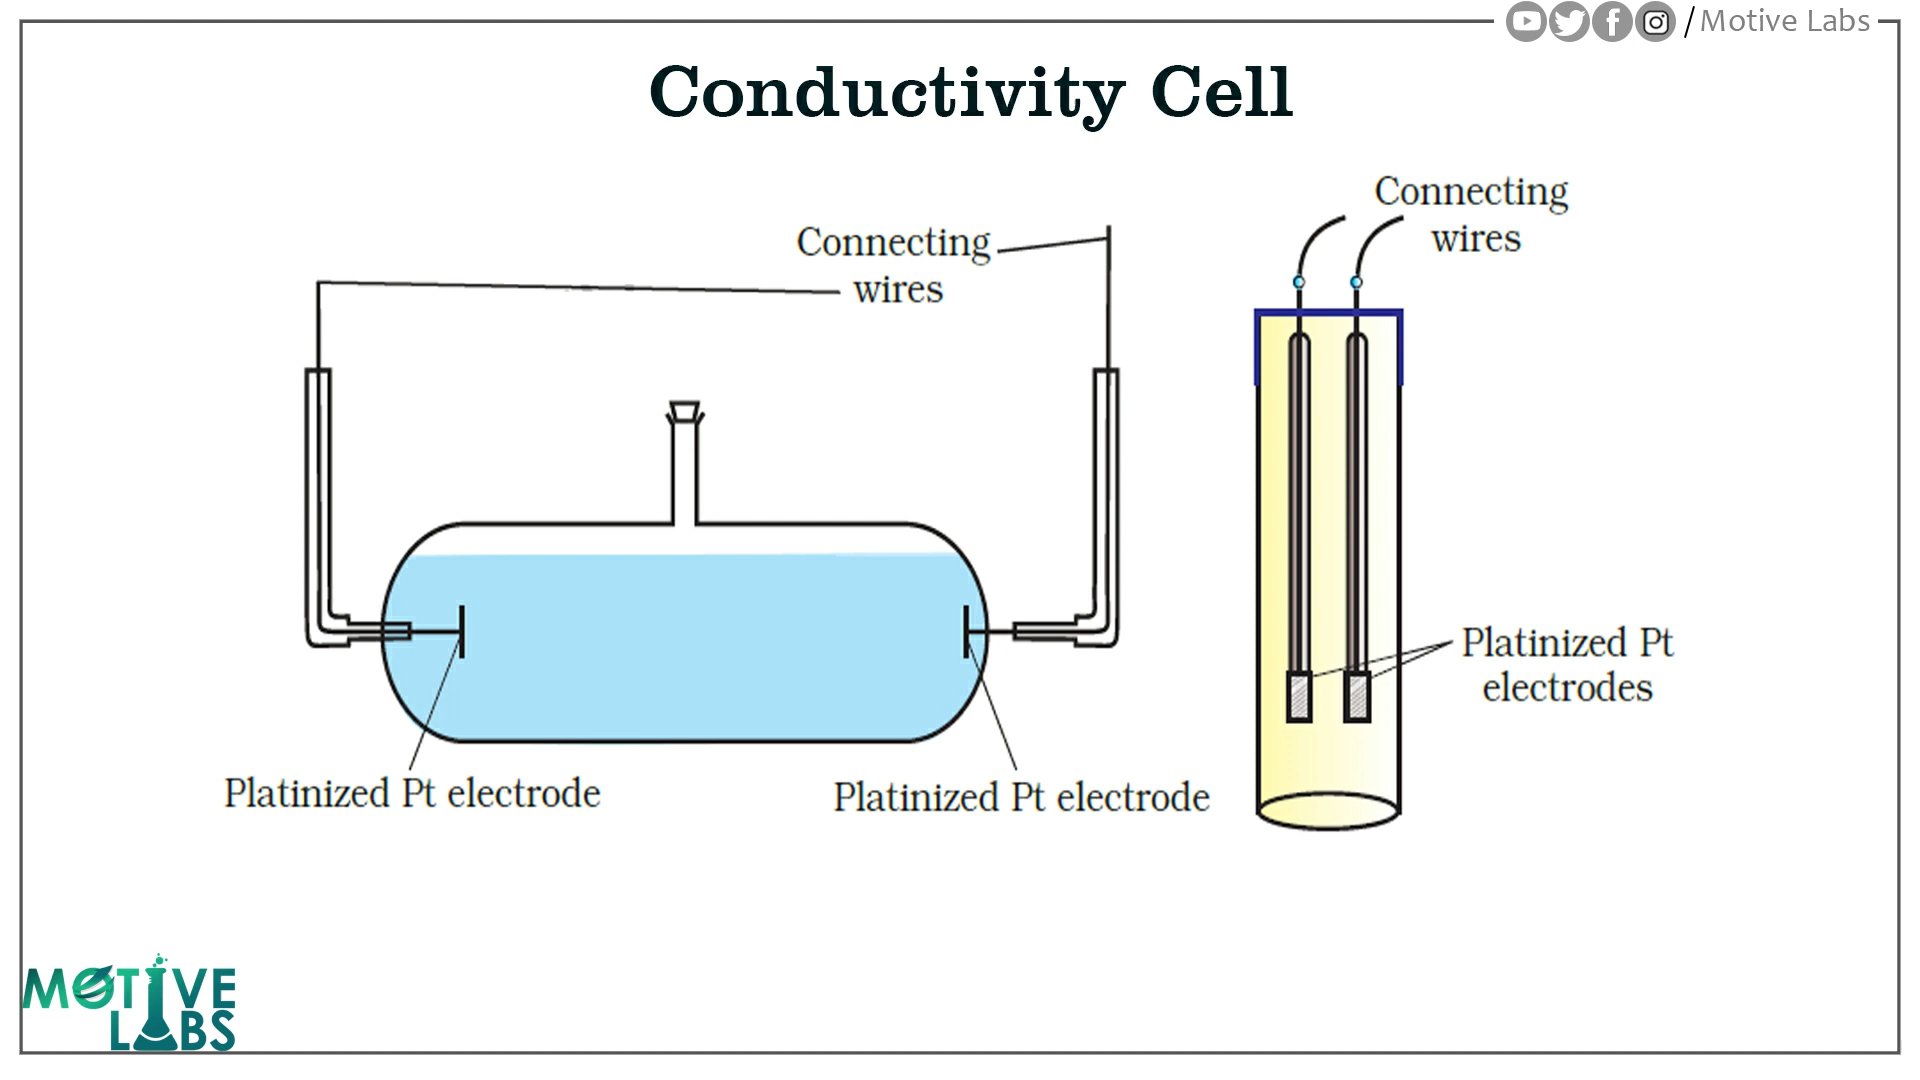 /Motive Labs
Conductivity Cell
Connecting
wires
Connecting
wires
Platinized Pt
electrodes
Platinized Pt electrode
Platinized Pt electrode
MOTIVE
LABS